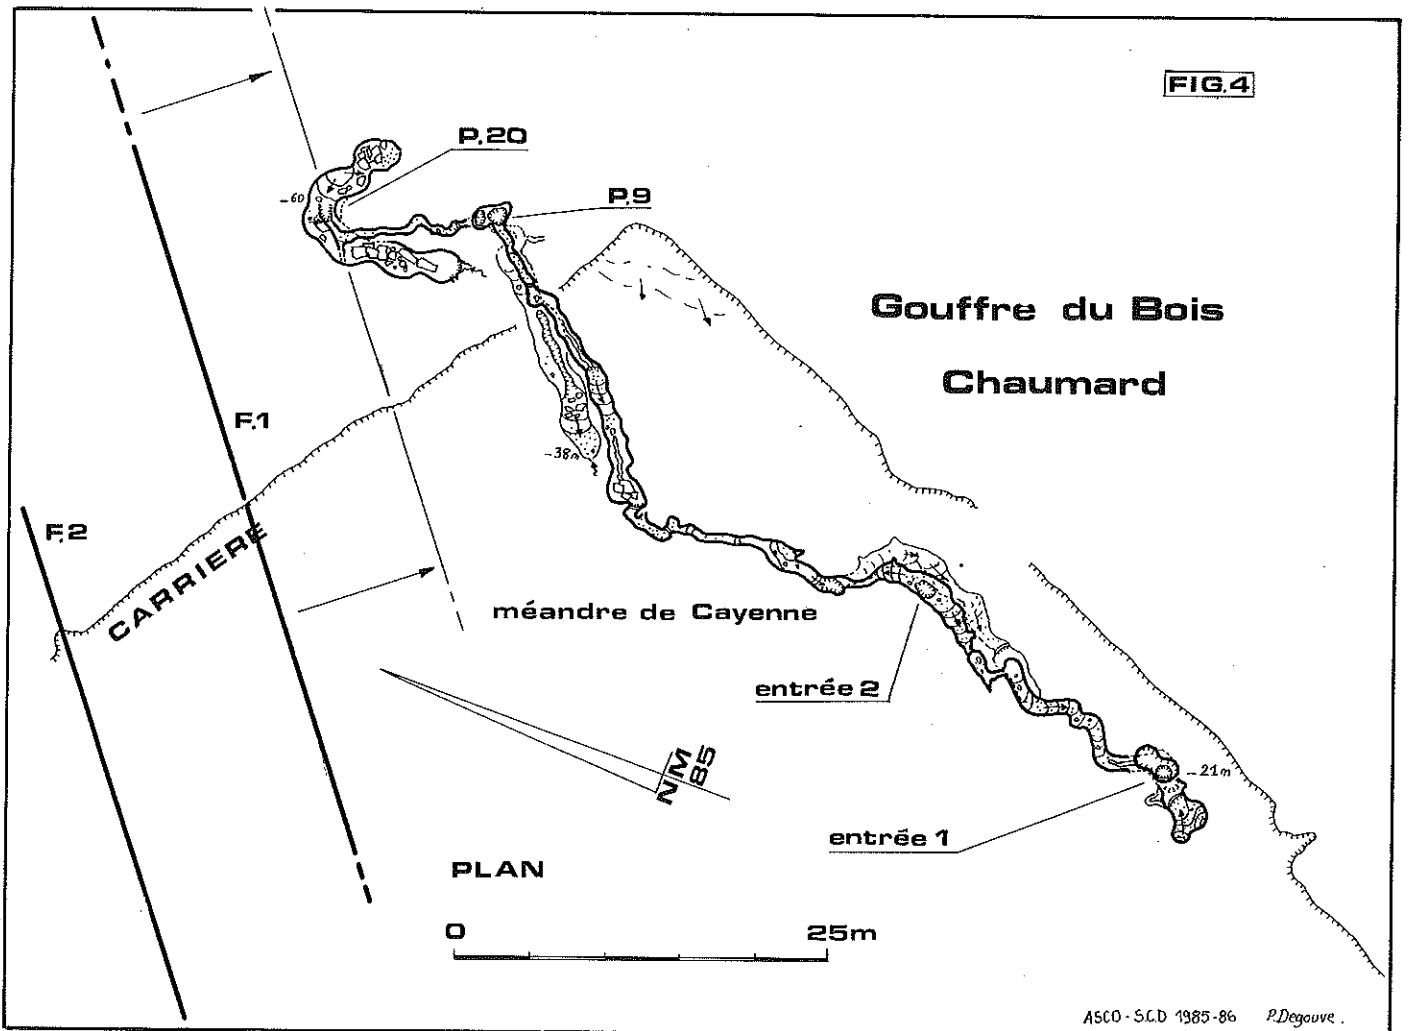 FIG.4
P.20
-60
P.9
Gouffre du Bois
Chaumard
F.1
-38m
F.2
CARRIERE
méandre de Cayenne
entrée 2
NM
85
-21m
entrée 1
PLAN
0 25m
ASCO - S.C.D 1985-86 P.Degouve.